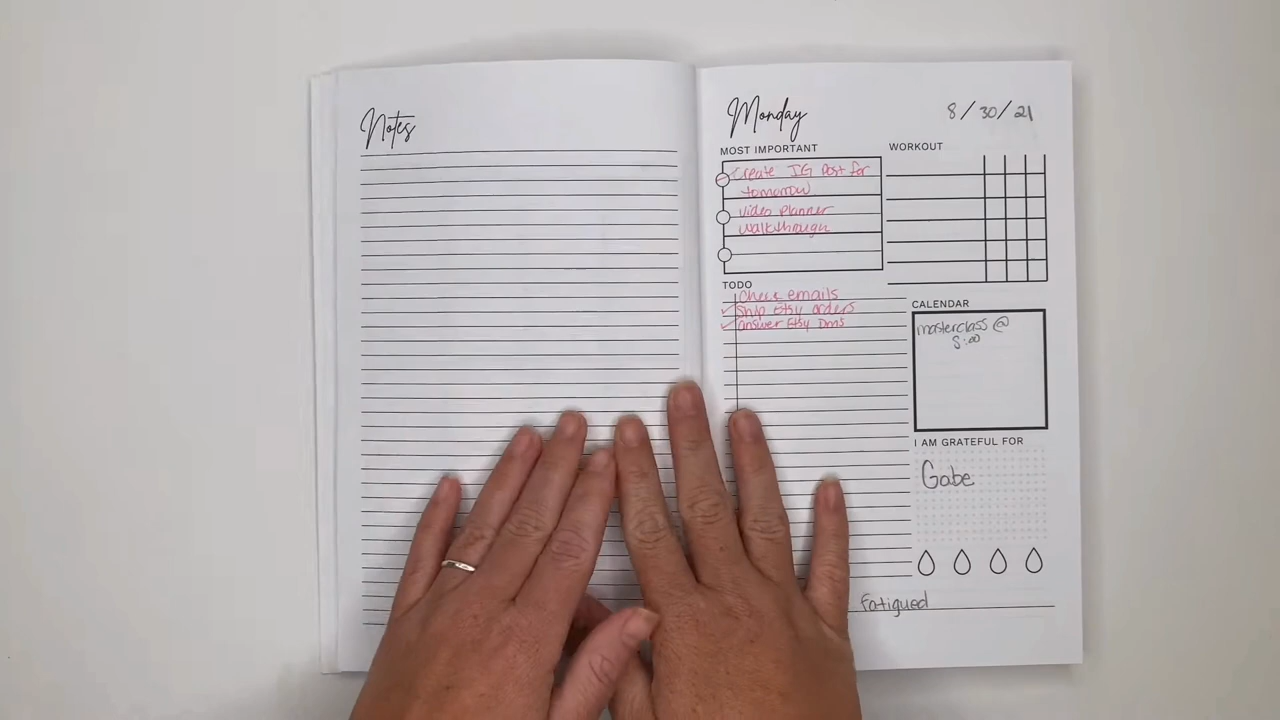 Notes
Monday
8/30/21
MOST IMPORTANT
Create IG Post for
tomorrow
video planner
walkthrough
WORKOUT
TODO
Check emails
Ship Etsy orders
answer Etsy Dms
CALENDAR
masterclass @
5:00
I AM GRATEFUL FOR
Gabe
Fatigued